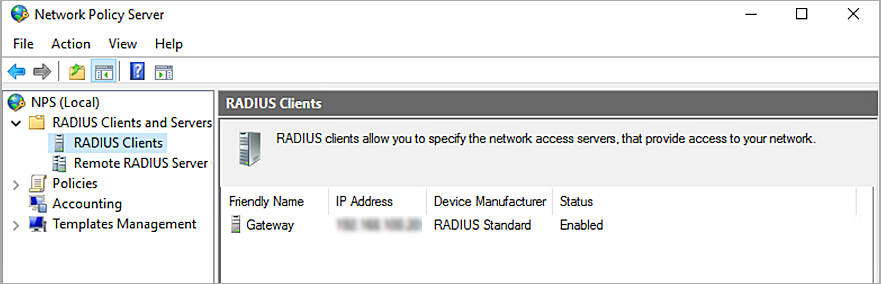 Network Policy Server
File Action View Help
NPS (Local)
RADIUS Clients and Servers
RADIUS Clients
Remote RADIUS Server
Policies
Accounting
Templates Management
RADIUS Clients
RADIUS clients allow you to specify the network access servers, that provide access to your network.
Friendly Name IP Address Device Manufacturer Status
Gateway RADIUS Standard Enabled